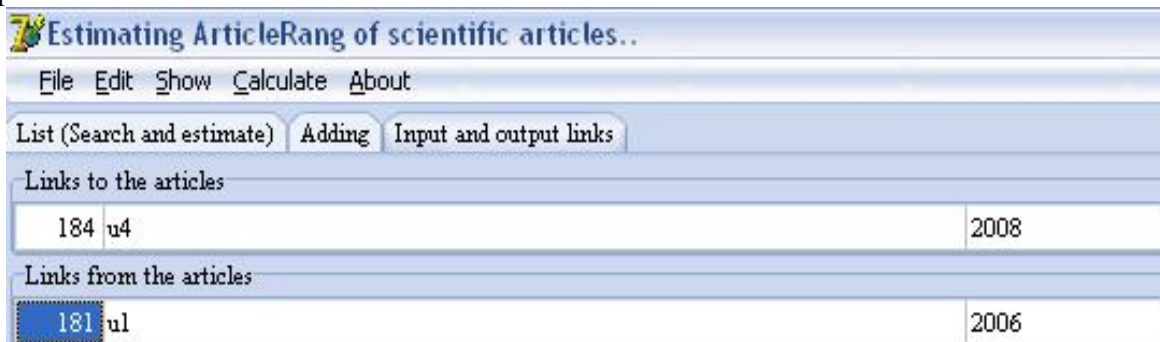 Estimating ArticleRang of scientific articles..
File Edit Show Calculate About
List (Search and estimate) Adding Input and output links
Links to the articles
184 u4 2008
Links from the articles
181 u1 2006